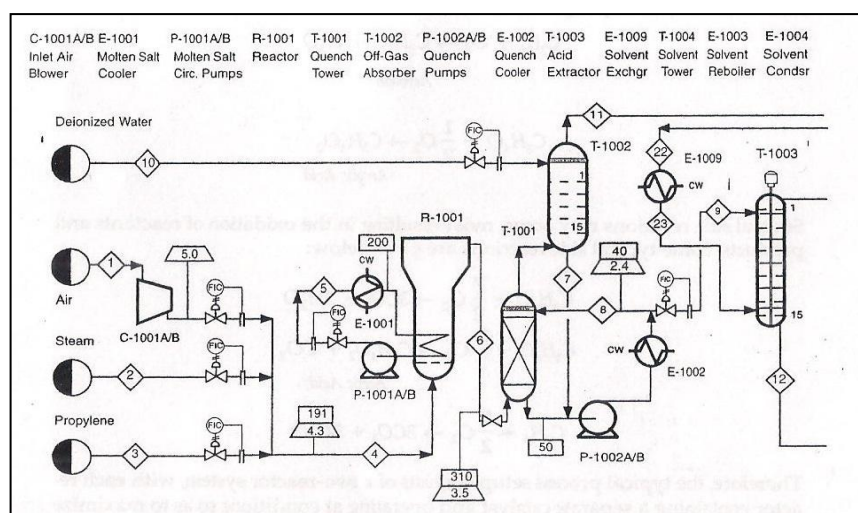 C-1001A/B E-1001 P-1001A/B R-1001 T-1001 T-1002 P-1002A/B E-1002 T-1003 E-1009 T-1004 E-1003 E-1004
Inlet Air Molten Salt Molten Salt Reactor Quench Off-Gas Quench Quench Acid Solvent Solvent Solvent Solvent
Blower Cooler Circ. Pumps Tower Absorber Pumps Cooler Extractor Exchgr Tower Reboiler Condsr
Deionized Water
FIC
10
11
T-1002
1
15
22
E-1009
cw
23
T-1003
9
1
15
R-1001
T-1001
200
cw
5
E-1001
FIC
P-1001A/B
5.0
1
Air
C-1001A/B
FIC
40
2.4
7
8
FIC
6
cw
E-1002
12
Steam
2
FIC
Propylene
3
FIC
191
4.3
4
50
P-1002A/B
310
3.5